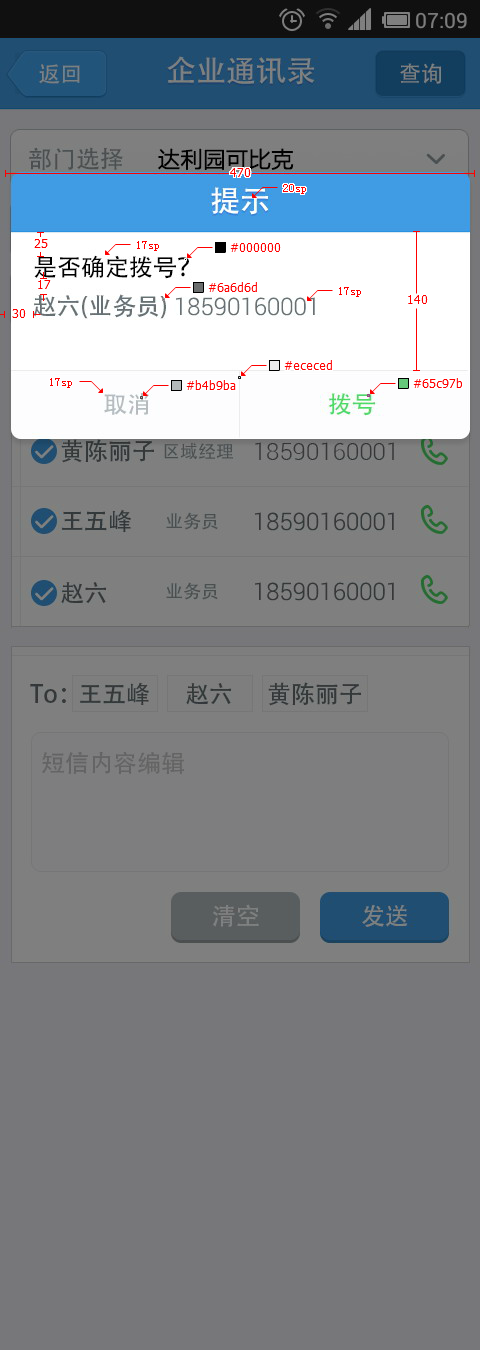 07:09
返回 企业通讯录 查询
部门选择 达利园可比克
470
提示 20sp
25 17sp #000000
是否确定拨号？
17 #6a6d6d
30 赵六(业务员) 18590160001 17sp 140
#ececed
17sp #b4b9ba #65c97b
取消 拨号
黄陈丽子 区域经理 18590160001
王五峰 业务员 18590160001
赵六 业务员 18590160001
To: 王五峰 赵六 黄陈丽子
短信内容编辑
清空 发送